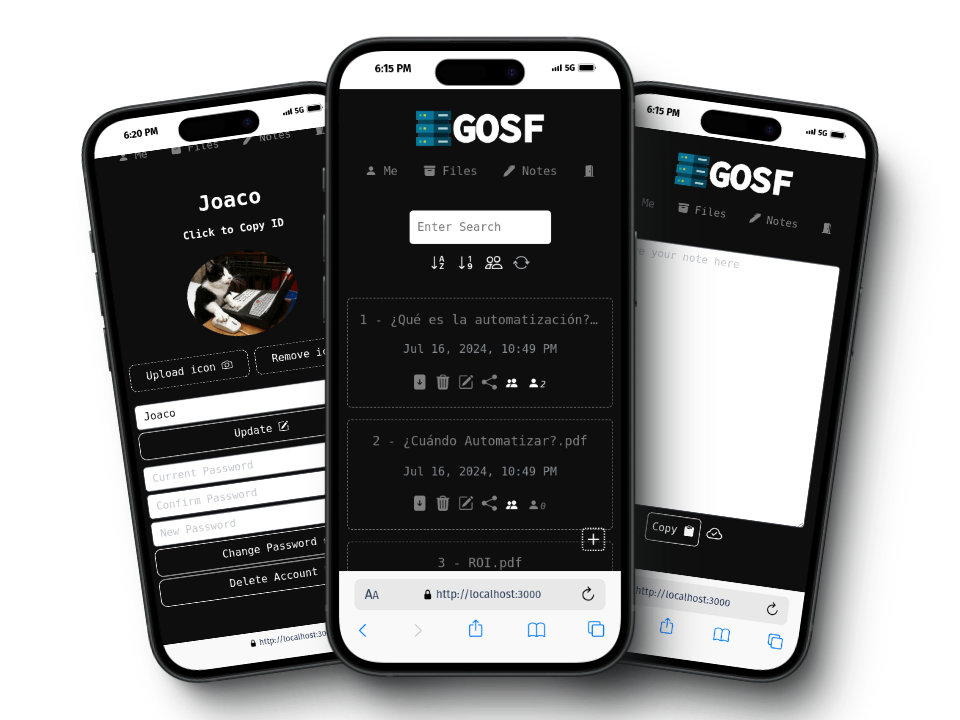 6:20 PM
5G
Me
Files
Notes
Joaco
Click to Copy ID
Upload icon
Remove
Joaco
Update
Current Password
Confirm Password
New Password
Change Password
Delete Account
http://localhost:30
6:15 PM
5G
GOSF
Me
Files
Notes
Enter Search
A
Z
1
9
1 - ¿Qué es la automatización?…
Jul 16, 2024, 10:49 PM
2
2 - ¿Cuándo Automatizar?.pdf
Jul 16, 2024, 10:49 PM
0
3 - ROI.pdf
+
AA
http://localhost:3000
6:15 PM
5G
GOSF
Me
Files
Notes
your note here
Copy
http://localhost:3000